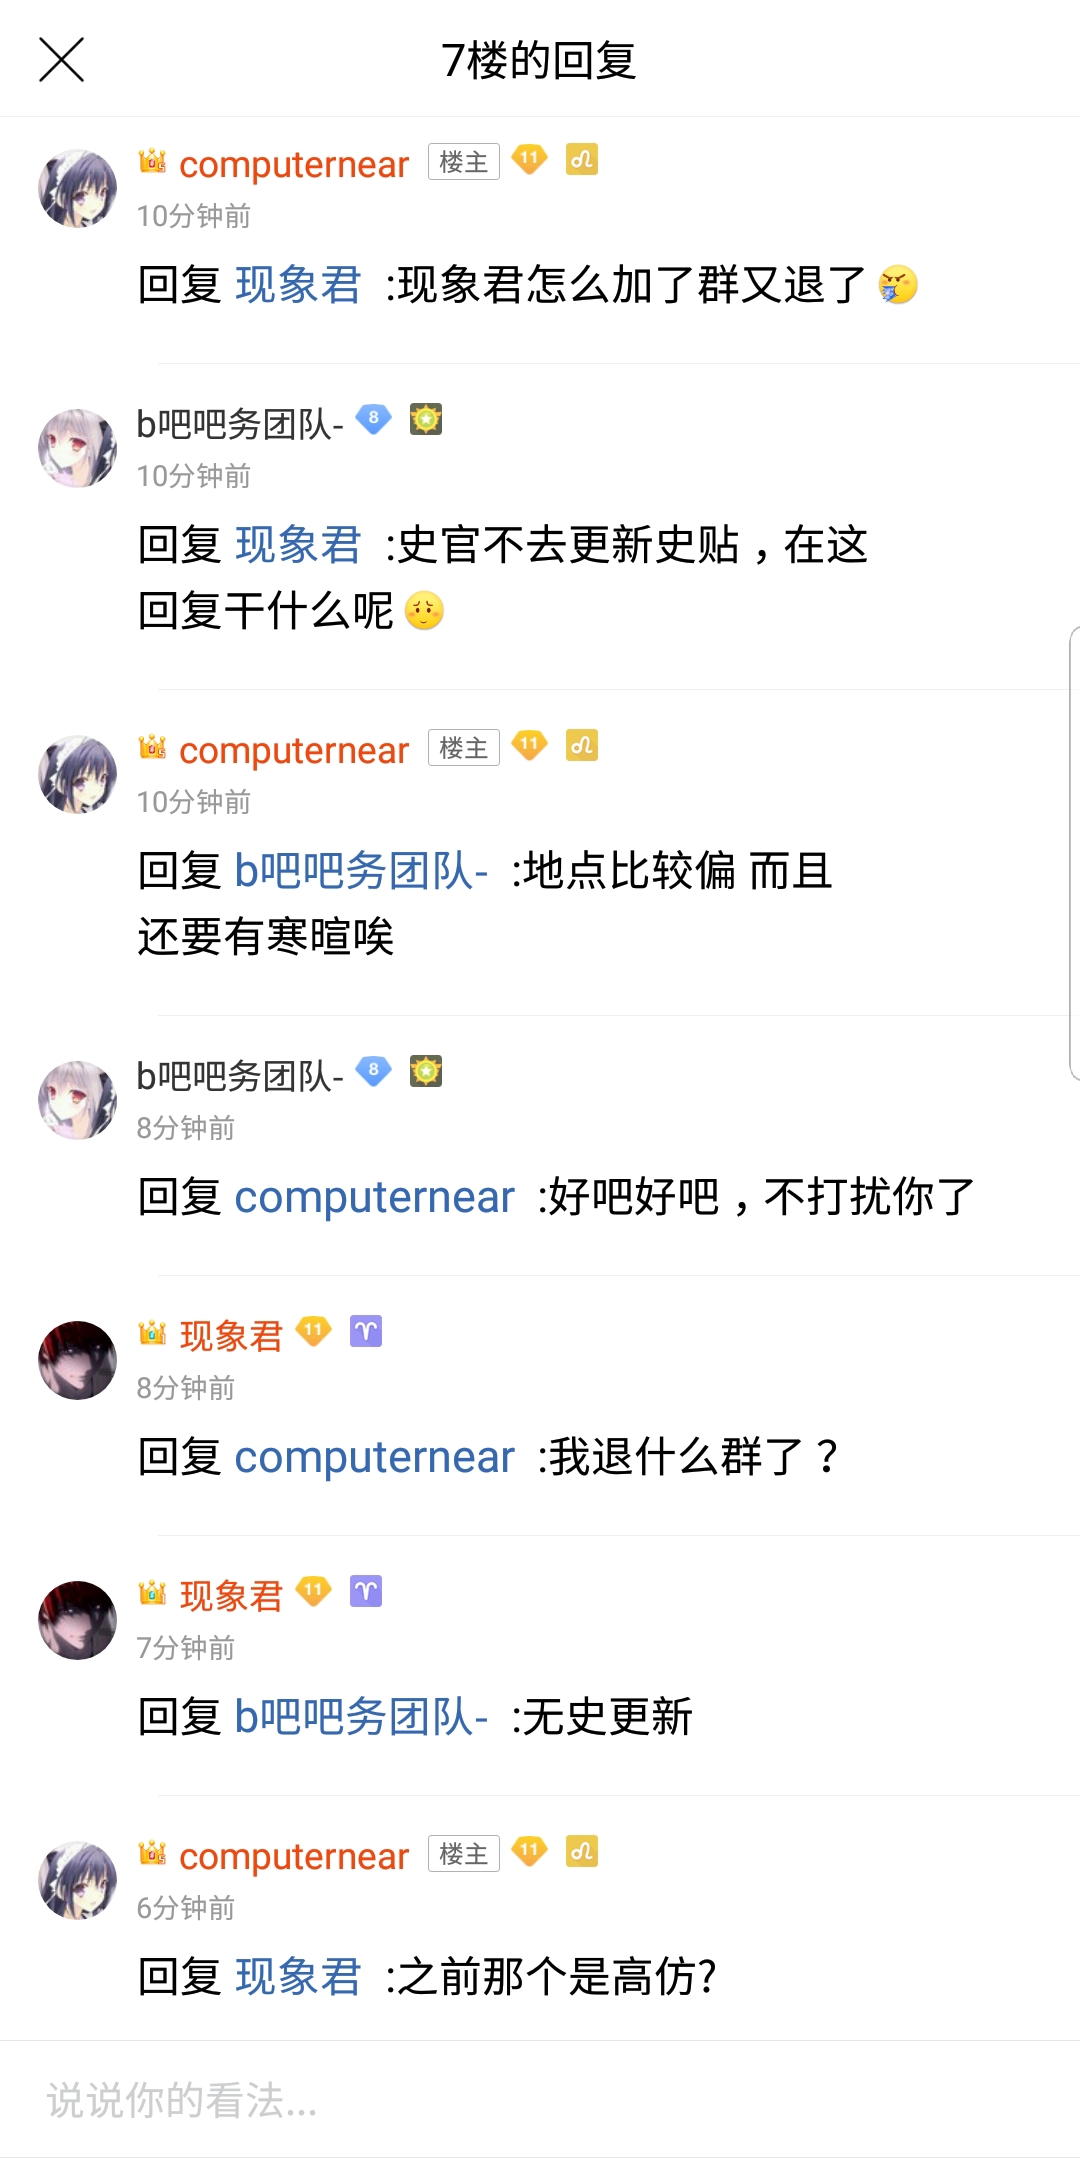 7楼的回复
computernear 楼主 11
10分钟前
回复 现象君 :现象君怎么加了群又退了
b吧吧务团队- 8
10分钟前
回复 现象君 :史官不去更新史贴，在这
回复干什么呢
computernear 楼主 11
10分钟前
回复 b吧吧务团队- :地点比较偏 而且
还要有寒暄唉
b吧吧务团队- 8
8分钟前
回复 computernear :好吧好吧，不打扰你了
现象君 11
8分钟前
回复 computernear :我退什么群了？
现象君 11
7分钟前
回复 b吧吧务团队- :无史更新
computernear 楼主 11
6分钟前
回复 现象君 :之前那个是高仿?
说说你的看法...